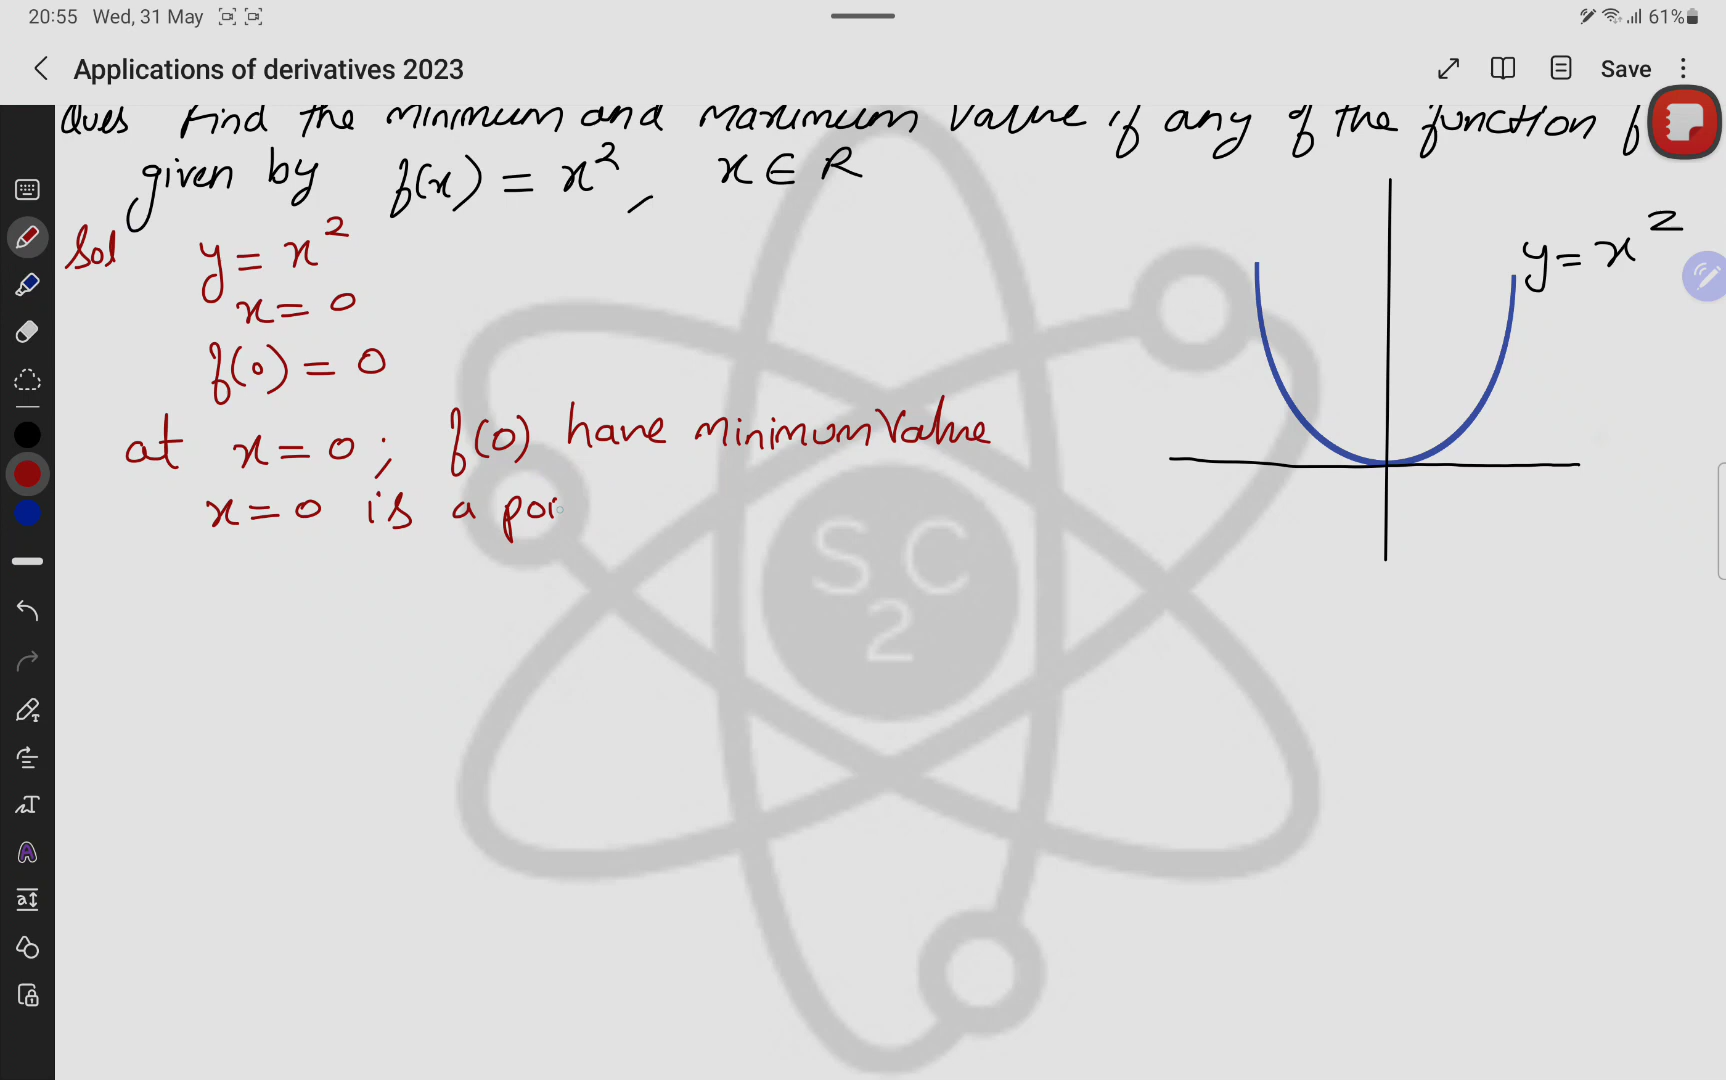 20:55 Wed, 31 May 61%
Applications of derivatives 2023 Save
Ques Find the minimum and maximum value if any of the function f
given by f(x) = x², x ∈ R
Sol y = x²
x = 0
f(0) = 0
at x = 0; f(0) have minimum value
x = 0 is a poi
y = x²
SC
2